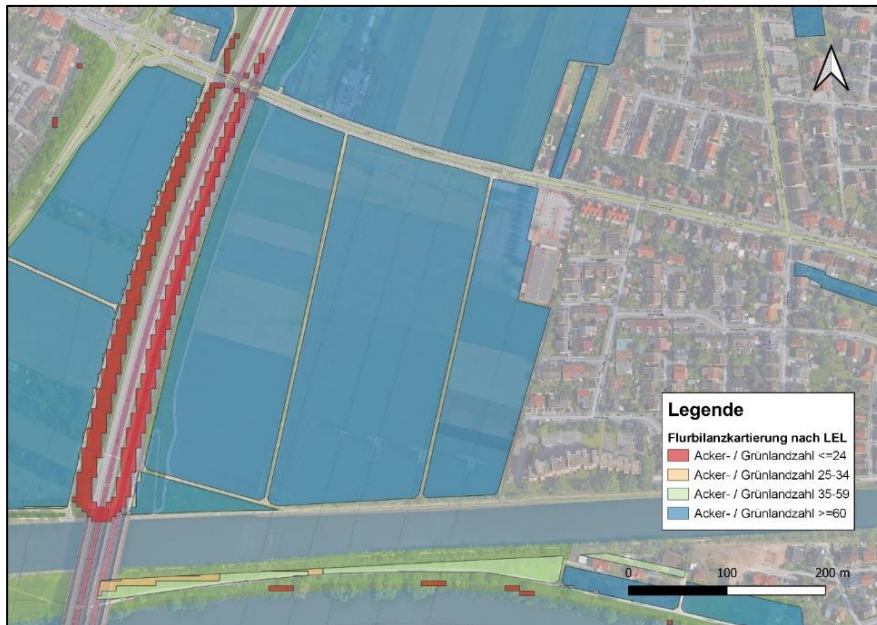 Legende
Flurbilanzkartierung nach LEL
Acker- / Grünlandzahl <=24
Acker- / Grünlandzahl 25-34
Acker- / Grünlandzahl 35-59
Acker- / Grünlandzahl >=60
0 100 200 m